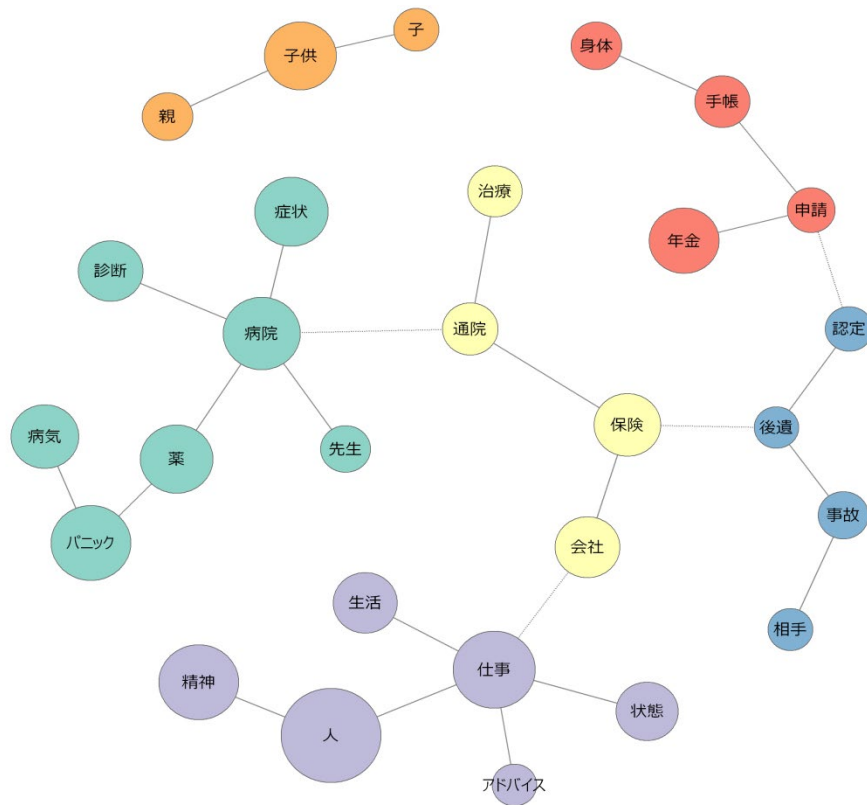 子
子供
身体
手帳
親
治療
症状
申請
年金
診断
通院
認定
病院
保険
後遺
病気
薬
先生
事故
パニック
会社
生活
相手
仕事
精神
状態
人
アドバイス